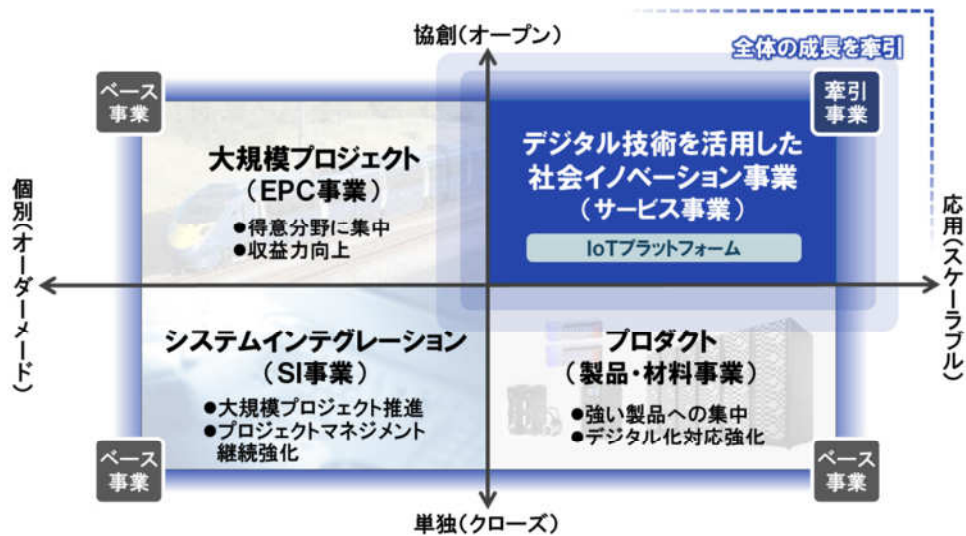 協創(オープン)
全体の成長を牽引
ベース
事業
牽引
事業
大規模プロジェクト
(EPC事業)
●得意分野に集中
●収益力向上
デジタル技術を活用した
社会イノベーション事業
(サービス事業)
IoTプラットフォーム
個別(オーダーメード)
応用(スケーラブル)
システムインテグレーション
(SI事業)
●大規模プロジェクト推進
●プロジェクトマネジメント
継続強化
プロダクト
(製品・材料事業)
●強い製品への集中
●デジタル化対応強化
ベース
事業
ベース
事業
単独(クローズ)